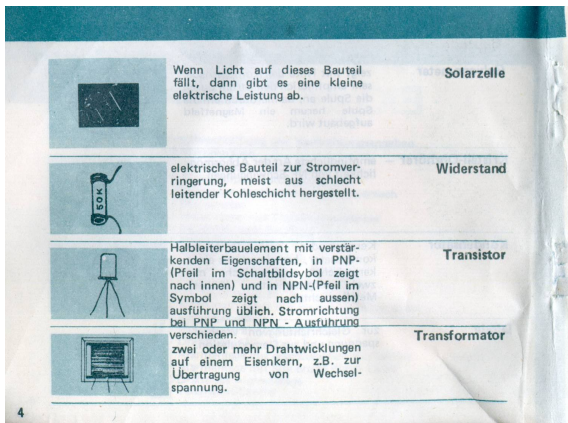 Wenn Licht auf dieses Bauteil
fällt, dann gibt es eine kleine
elektrische Leistung ab.
Solarzelle
elektrisches Bauteil zur Stromver-
ringerung, meist aus schlecht
leitender Kohleschicht hergestellt.
Widerstand
50K
Halbleiterbauelement mit verstär-
kenden Eigenschaften, in PNP-
(Pfeil im Schaltbildsybol zeigt
nach innen) und in NPN-(Pfeil im
Symbol zeigt nach aussen)
ausführung üblich. Stromrichtung
bei PNP und NPN - Ausführung
verschieden.
Transistor
zwei oder mehr Drahtwicklungen
auf einem Eisenkern, z.B. zur
Übertragung von Wechsel-
spannung.
Transformator
4